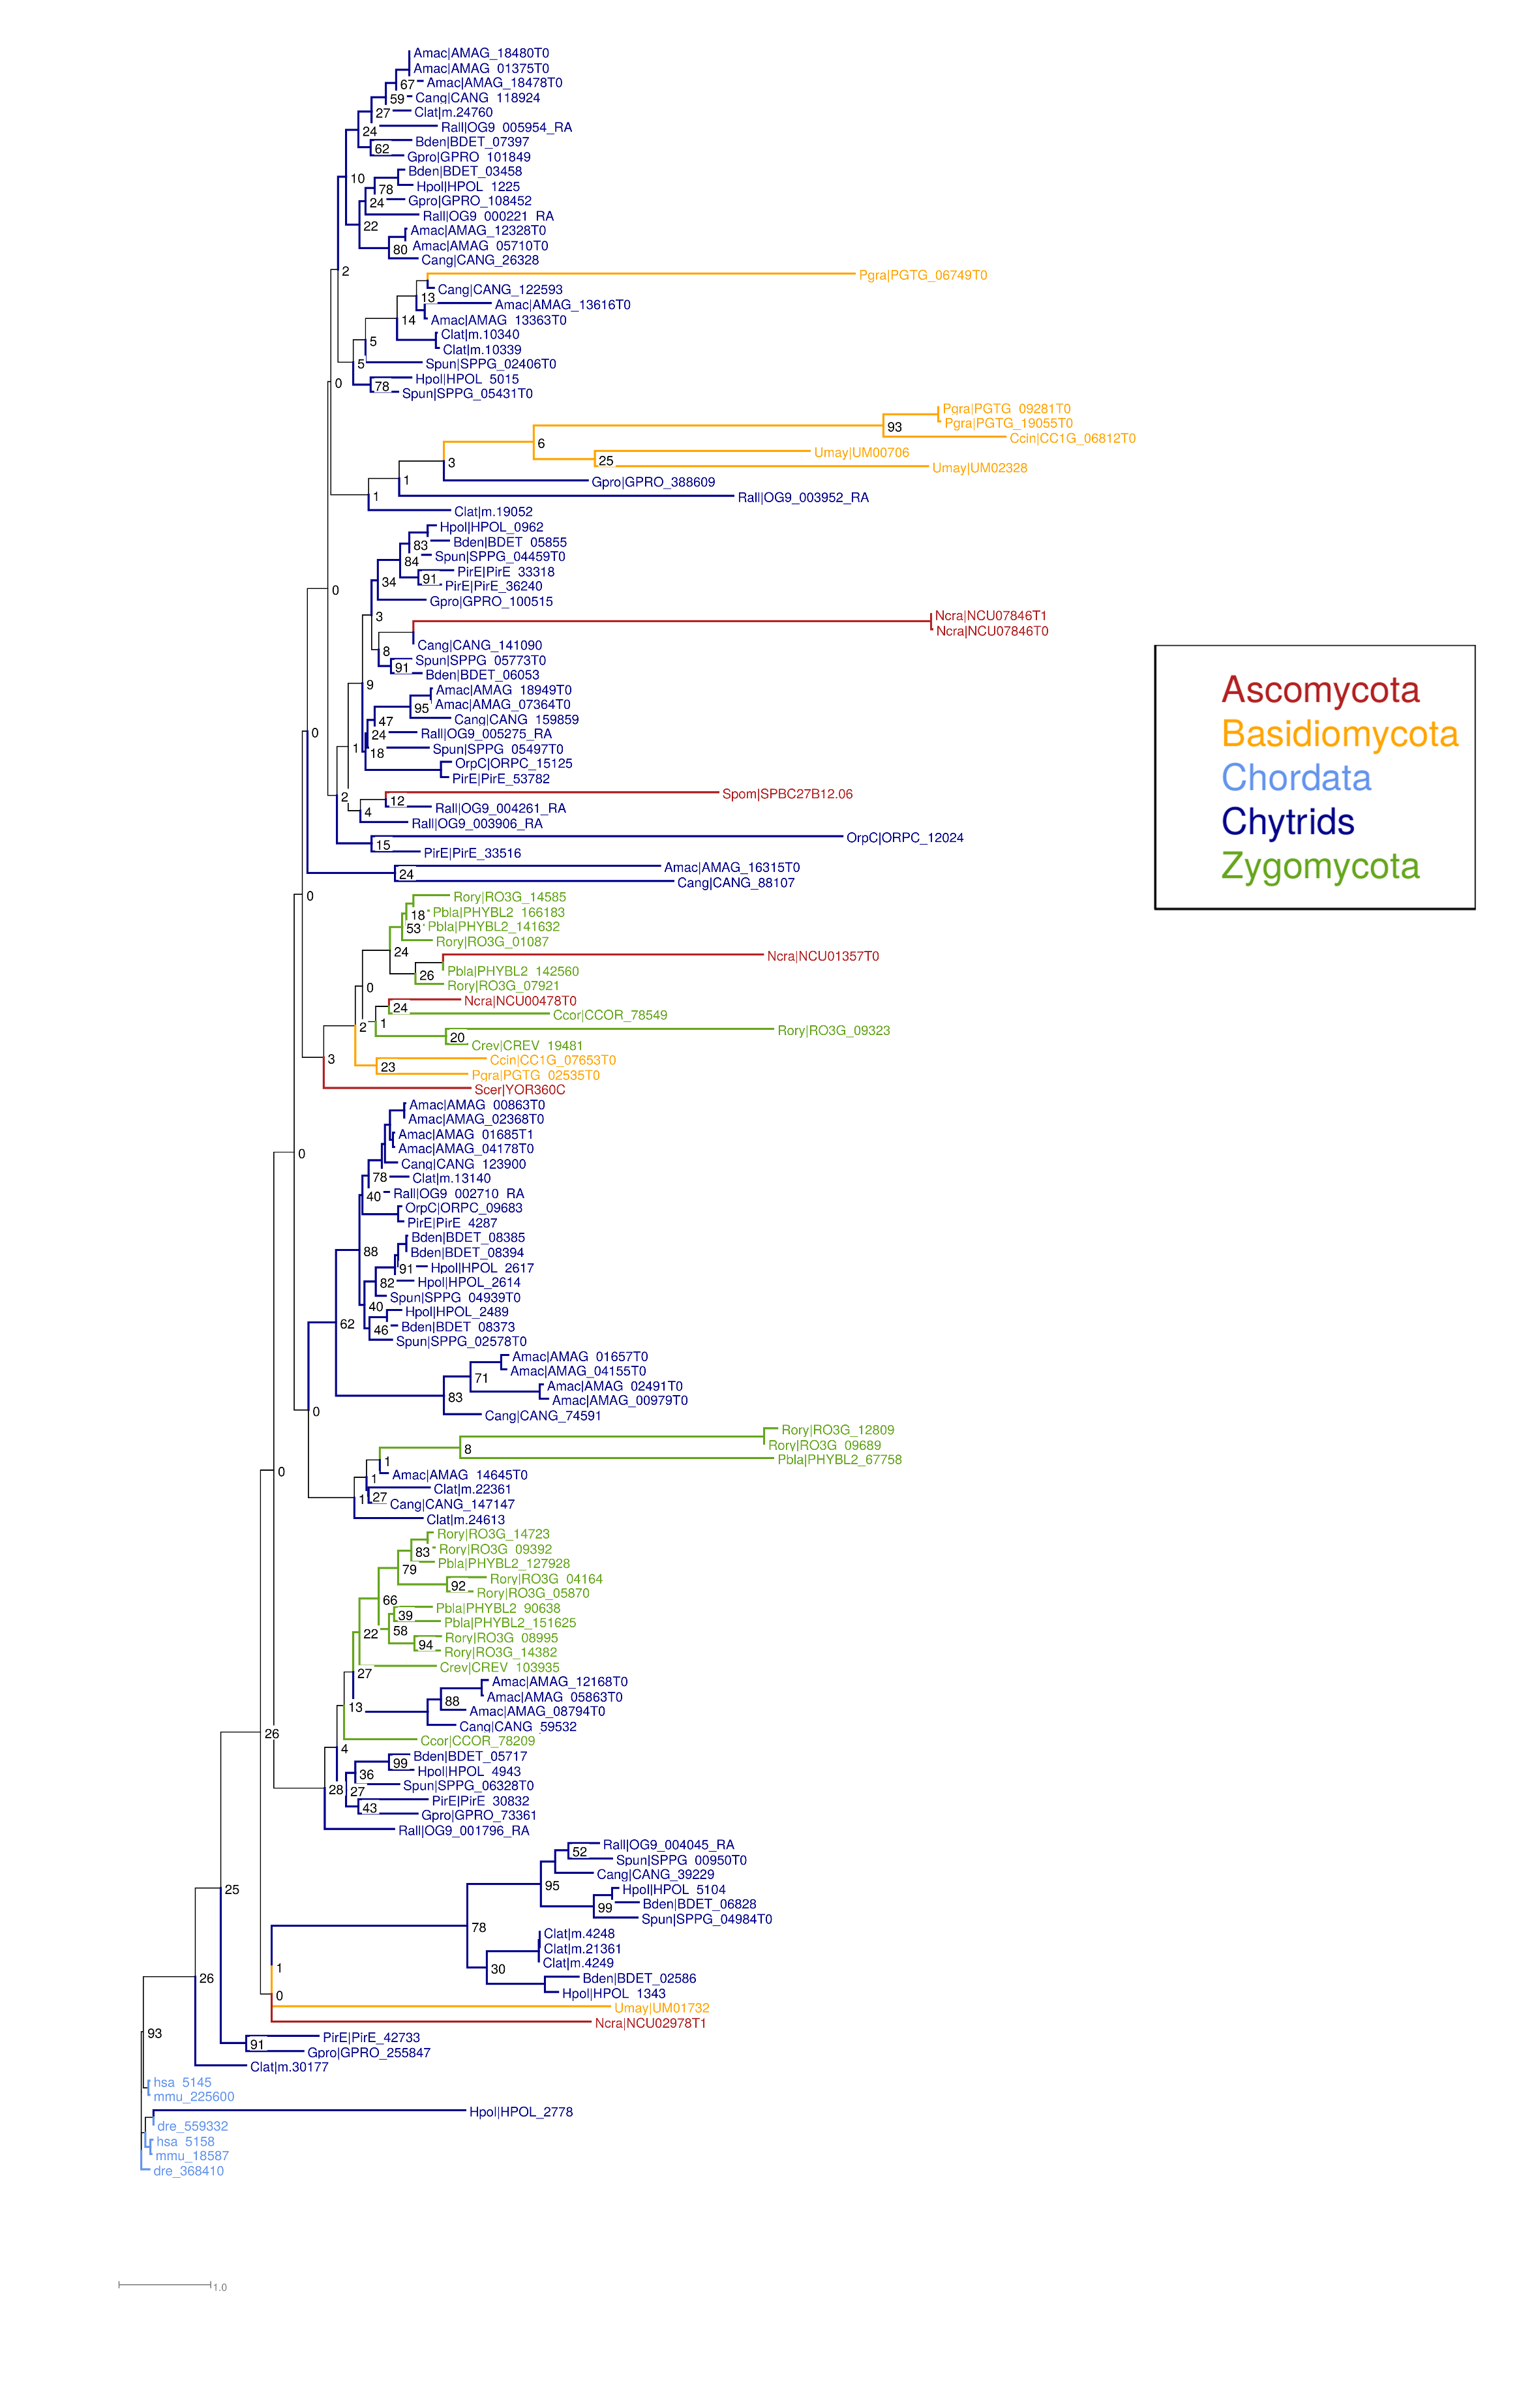 Amac|AMAG_18480T0
Amac|AMAG_01375T0
67
Amac|AMAG_18478T0
59
Cang|CANG_118924
27
Clat|m.24760
24
Rall|OG9_005954_RA
Bden|BDET_07397
62
Gpro|GPRO_101849
Bden|BDET_03458
10
78
Hpol|HPOL_1225
24
Gpro|GPRO_108452
Rall|OG9_000221_RA
22
Amac|AMAG_12328T0
80
Amac|AMAG_05710T0
Cang|CANG_26328
2
Pgra|PGTG_06749T0
Cang|CANG_122593
13
Amac|AMAG_13616T0
14
Amac|AMAG_13363T0
Clat|m.10340
5
Clat|m.10339
5
Spun|SPPG_02406T0
Hpol|HPOL_5015
0
78
Spun|SPPG_05431T0
Pgra|PGTG_09281T0
Pgra|PGTG_19055T0
93
Ccin|CC1G_06812T0
6
Umay|UM00706
3
25
Umay|UM02328
1
Gpro|GPRO_388609
1
Rall|OG9_003952_RA
Clat|m.19052
Hpol|HPOL_0962
83
Bden|BDET_05855
84
Spun|SPPG_04459T0
PirE|PirE_33318
34
91
PirE|PirE_36240
0
Gpro|GPRO_100515
3
Ncra|NCU07846T1
Ncra|NCU07846T0
8
Cang|CANG_141090
Spun|SPPG_05773T0
91
Bden|BDET_06053
9
Amac|AMAG_18949T0
95
Amac|AMAG_07364T0
47
Cang|CANG_159859
0
24
Rall|OG9_005275_RA
1
18
Spun|SPPG_05497T0
OrpC|ORPC_15125
PirE|PirE_53782
2
Spom|SPBC27B12.06
12
4
Rall|OG9_004261_RA
Rall|OG9_003906_RA
OrpC|ORPC_12024
15
PirE|PirE_33516
Amac|AMAG_16315T0
24
Cang|CANG_88107
0
Rory|RO3G_14585
18
Pbla|PHYBL2_166183
53
Pbla|PHYBL2_141632
Rory|RO3G_01087
24
Ncra|NCU01357T0
26
Pbla|PHYBL2_142560
Rory|RO3G_07921
0
Ncra|NCU00478T0
24
Ccor|CCOR_78549
2
1
Rory|RO3G_09323
20
Crev|CREV_19481
3
Ccin|CC1G_07653T0
23
Pgra|PGTG_02535T0
Scer|YOR360C
Amac|AMAG_00863T0
Amac|AMAG_02368T0
Amac|AMAG_01685T1
0
Amac|AMAG_04178T0
Cang|CANG_123900
78
Clat|m.13140
40
Rall|OG9_002710_RA
OrpC|ORPC_09683
PirE|PirE_4287
Bden|BDET_08385
88
Bden|BDET_08394
91
Hpol|HPOL_2617
82
Hpol|HPOL_2614
Spun|SPPG_04939T0
40
Hpol|HPOL_2489
62
46
Bden|BDET_08373
Spun|SPPG_02578T0
Amac|AMAG_01657T0
71
Amac|AMAG_04155T0
Amac|AMAG_02491T0
83
Amac|AMAG_00979T0
0
Cang|CANG_74591
Rory|RO3G_12809
8
Rory|RO3G_09689
1
Pbla|PHYBL2_67758
0
1
Amac|AMAG_14645T0
Clat|m.22361
1
27
Cang|CANG_147147
Clat|m.24613
Rory|RO3G_14723
83
Rory|RO3G_09392
79
Pbla|PHYBL2_127928
Rory|RO3G_04164
92
Rory|RO3G_05870
66
Pbla|PHYBL2_90638
39
Pbla|PHYBL2_151625
22
58
Rory|RO3G_08995
94
Rory|RO3G_14382
27
Crev|CREV_103935
Amac|AMAG_12168T0
88
Amac|AMAG_05863T0
13
Amac|AMAG_08794T0
Cang|CANG_59532
26
Ccor|CCOR_78209
4
Bden|BDET_05717
99
Hpol|HPOL_4943
36
28
27
Spun|SPPG_06328T0
PirE|PirE_30832
43
Gpro|GPRO_73361
Rall|OG9_001796_RA
Rall|OG9_004045_RA
52
Spun|SPPG_00950T0
Cang|CANG_39229
25
95
Hpol|HPOL_5104
99
Bden|BDET_06828
Spun|SPPG_04984T0
78
Clat|m.4248
Clat|m.21361
1
30
Clat|m.4249
26
Bden|BDET_02586
0
Hpol|HPOL_1343
Umay|UM01732
Ncra|NCU02978T1
93
PirE|PirE_42733
91
Gpro|GPRO_255847
Clat|m.30177
hsa_5145
mmu_225600
Hpol|HPOL_2778
dre_559332
hsa_5158
mmu_18587
dre_368410
1.0
Ascomycota
Basidiomycota
Chordata
Chytrids
Zygomycota